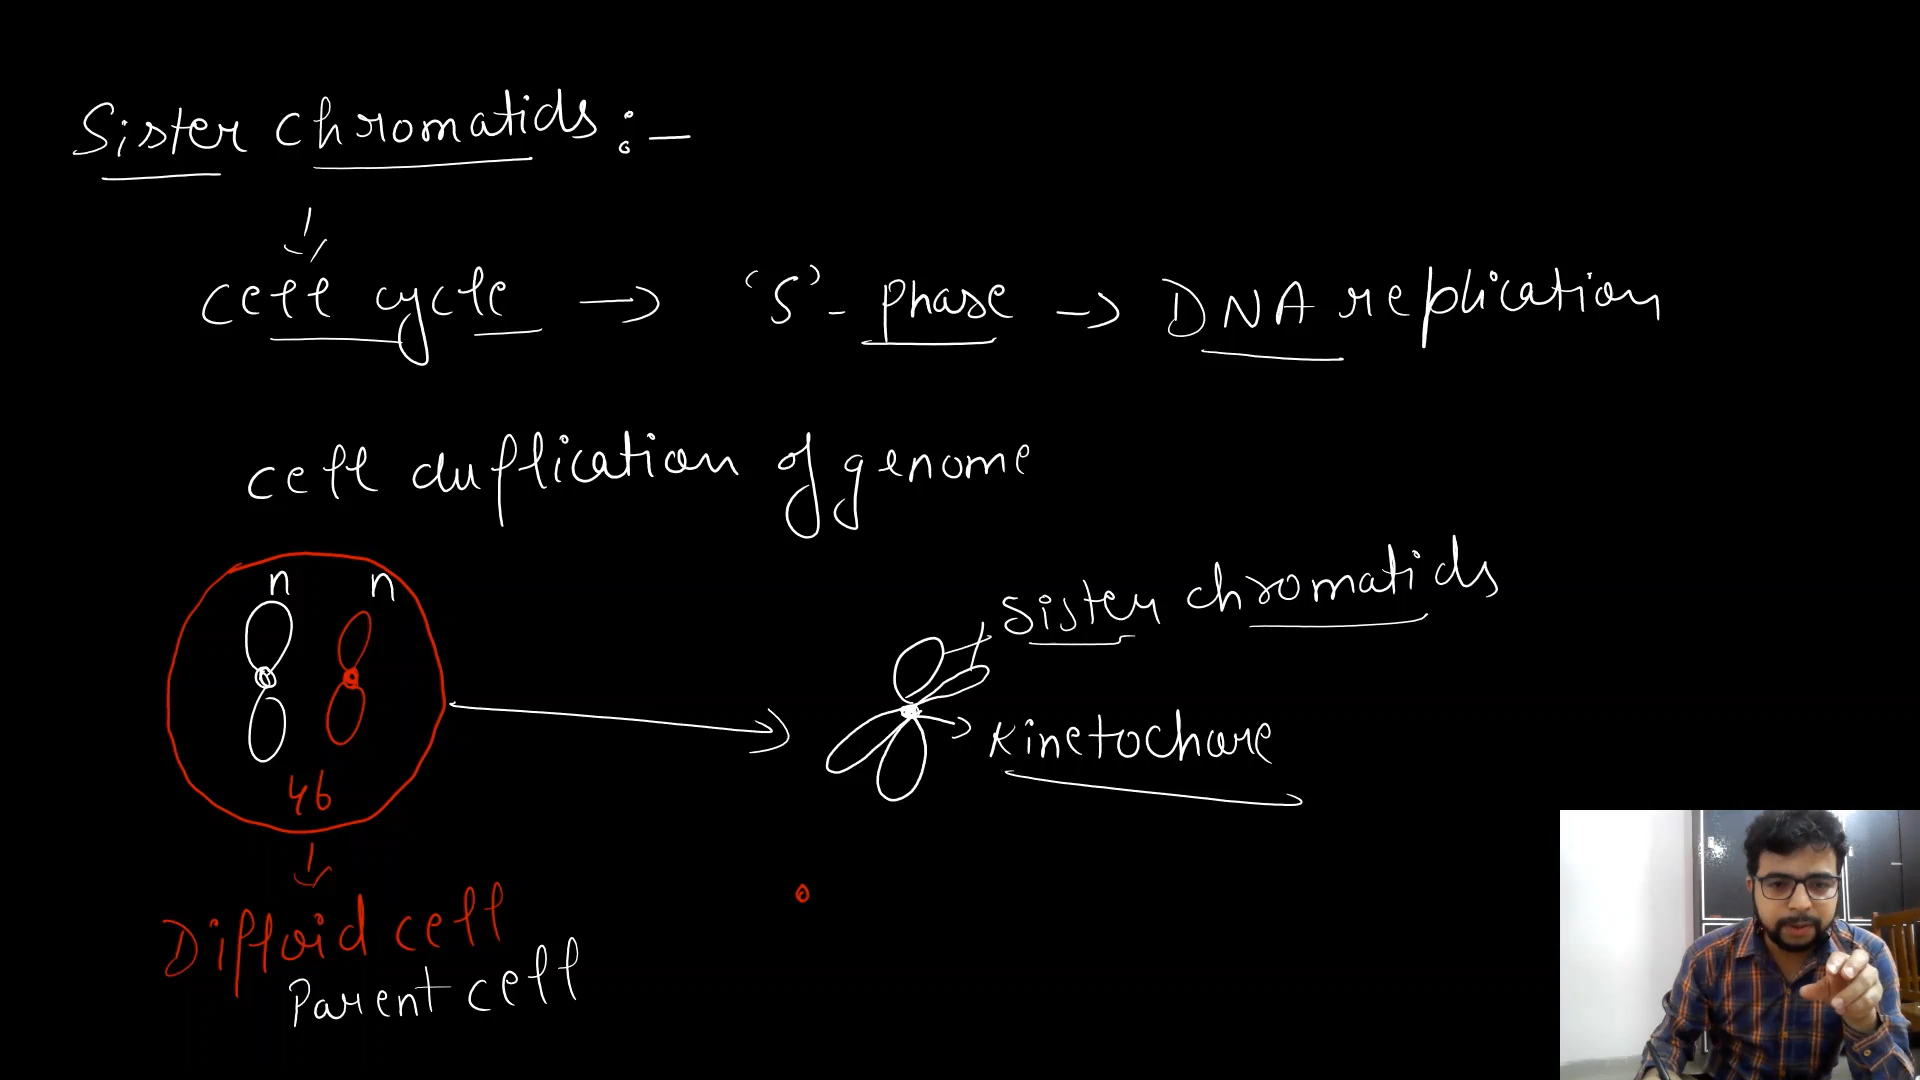 Sister chromatids :-
cell cycle → 'S'- phase → DNA replication
cell duplication of genome
n n
Sister chromatids
Kinetochore
46
Diploid cell
Parent cell